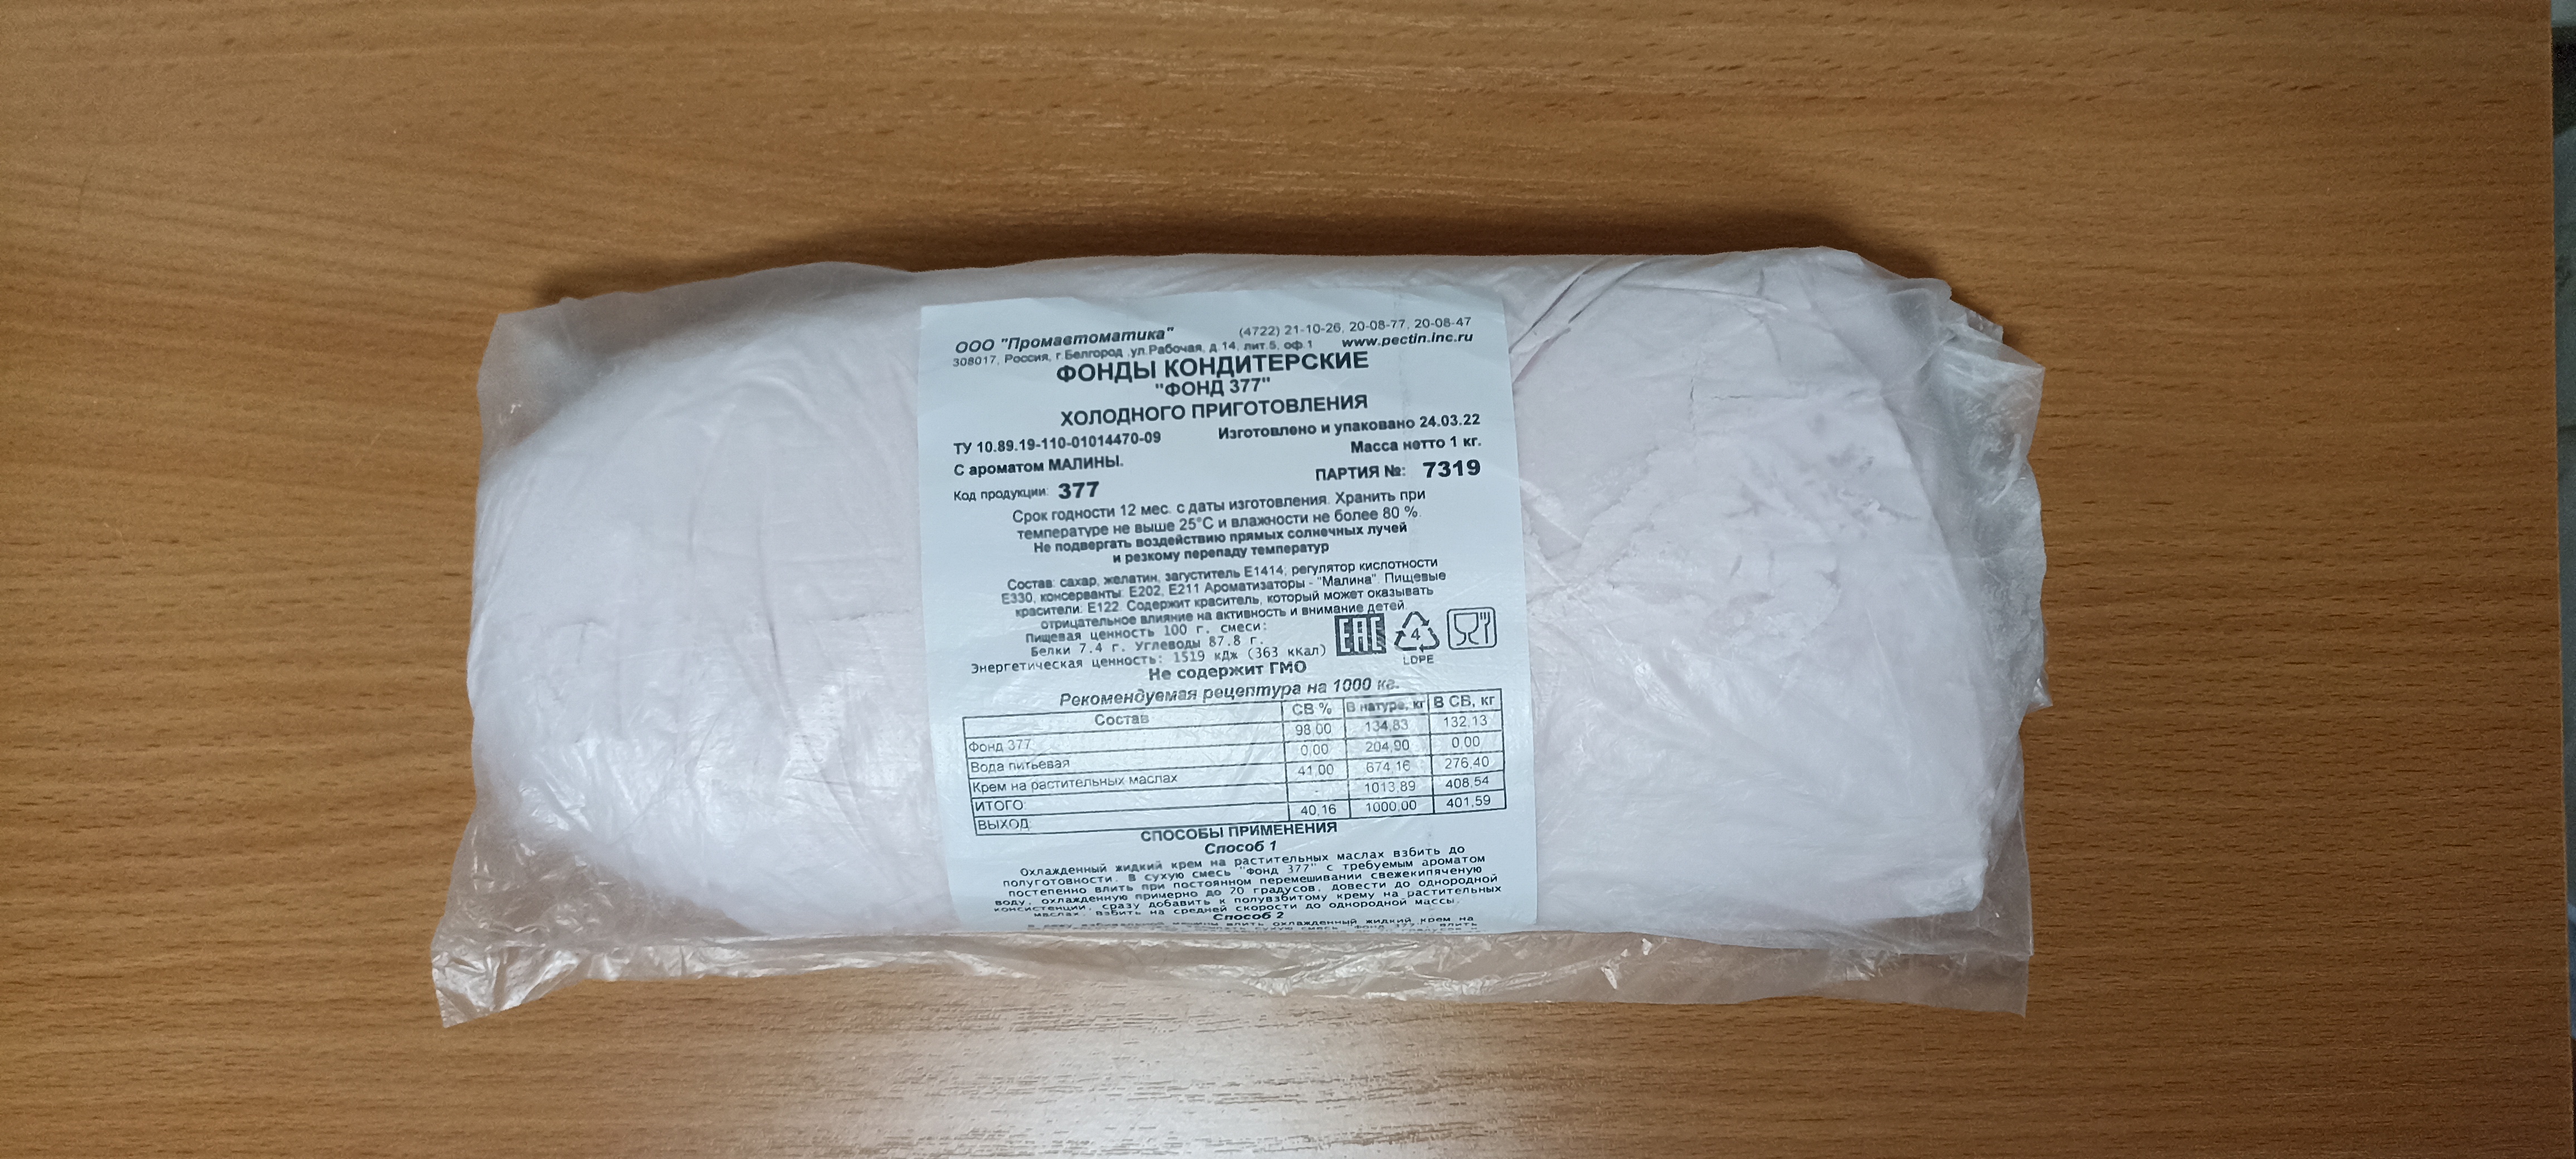 ООО "Промавтоматика" (4722) 21-10-26, 20-08-77, 20-08-47
308017, Россия, г.Белгород ,ул.Рабочая, д.14, лит.5, оф.1 www.pectin.inc.ru
ФОНДЫ КОНДИТЕРСКИЕ
"ФОНД 377"
ХОЛОДНОГО ПРИГОТОВЛЕНИЯ
ТУ 10.89.19-110-01014470-09 Изготовлено и упаковано 24.03.22
С ароматом МАЛИНЫ. Масса нетто 1 кг.
Код продукции: 377 ПАРТИЯ №: 7319
Срок годности 12 мес. с даты изготовления. Хранить при
температуре не выше 25°С и влажности не более 80 %.
Не подвергать воздействию прямых солнечных лучей
и резкому перепаду температур
Состав: сахар, желатин, загуститель Е1414, регулятор кислотности
Е330, консерванты: Е202, Е211 Ароматизаторы - "Малина". Пищевые
красители: Е122. Содержит краситель, который может оказывать
отрицательное влияние на активность и внимание детей.
Пищевая ценность 100 г. смеси:
Белки 7.4 г. Углеводы 87.8 г.
Энергетическая ценность: 1519 кДж (363 кКал)
EAC
4
LDPE
Не содержит ГМО
Рекомендуемая рецептура на 1000 кг.
Состав СВ % В натуре, кг В СВ, кг
Фонд 377 98,00 134,83 132,13
Вода питьевая 0,00 204,90 0,00
Крем на растительных маслах 41,00 674,16 276,40
ИТОГО: - 1013,89 408,54
ВЫХОД: 40,16 1000,00 401,59
СПОСОБЫ ПРИМЕНЕНИЯ
Способ 1
Охлажденный жидкий крем на растительных маслах взбить до
полуготовности. В сухую смесь "Фонд 377" с требуемым ароматом
постепенно влить при постоянном перемешивании свежекипяченую
воду, охлажденную примерно до 70 градусов, довести до однородной
консистенции, сразу добавить к полувзбитому крему на растительных
маслах. Взбить на средней скорости до однородной массы.
Способ 2
влить охлажденный жидкий крем на